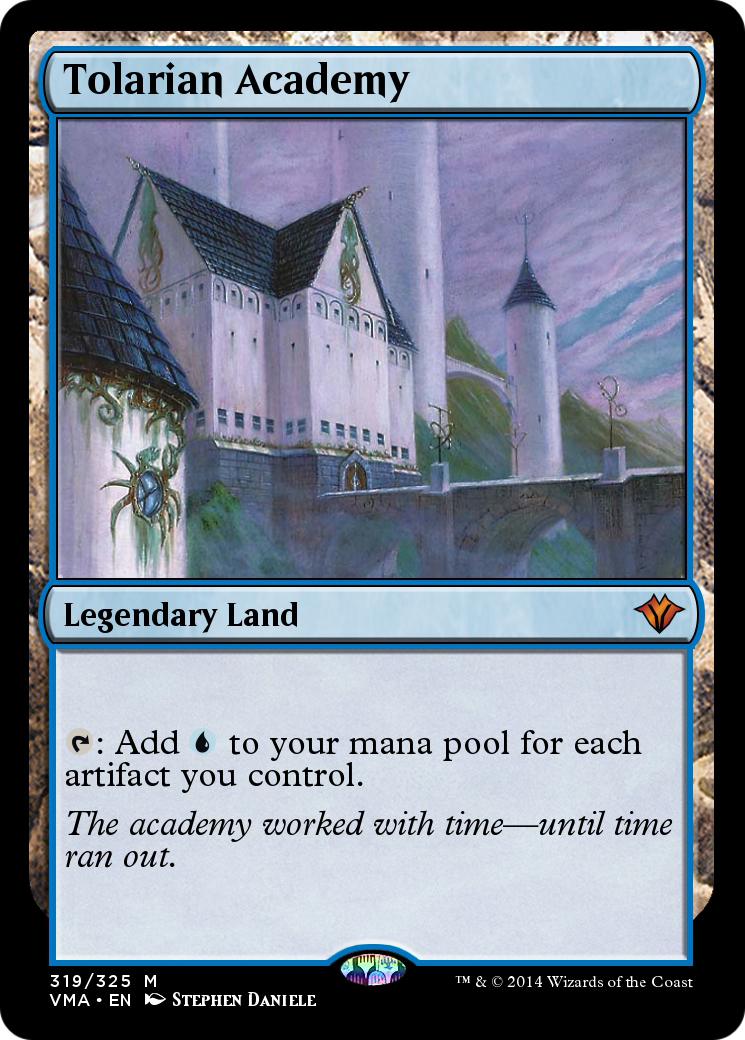 Tolarian Academy
Legendary Land
: Add to your mana pool for each
artifact you control.
The academy worked with time—until time
ran out.
319/325 M
VMA • EN Stephen Daniele
™ & © 2014 Wizards of the Coast